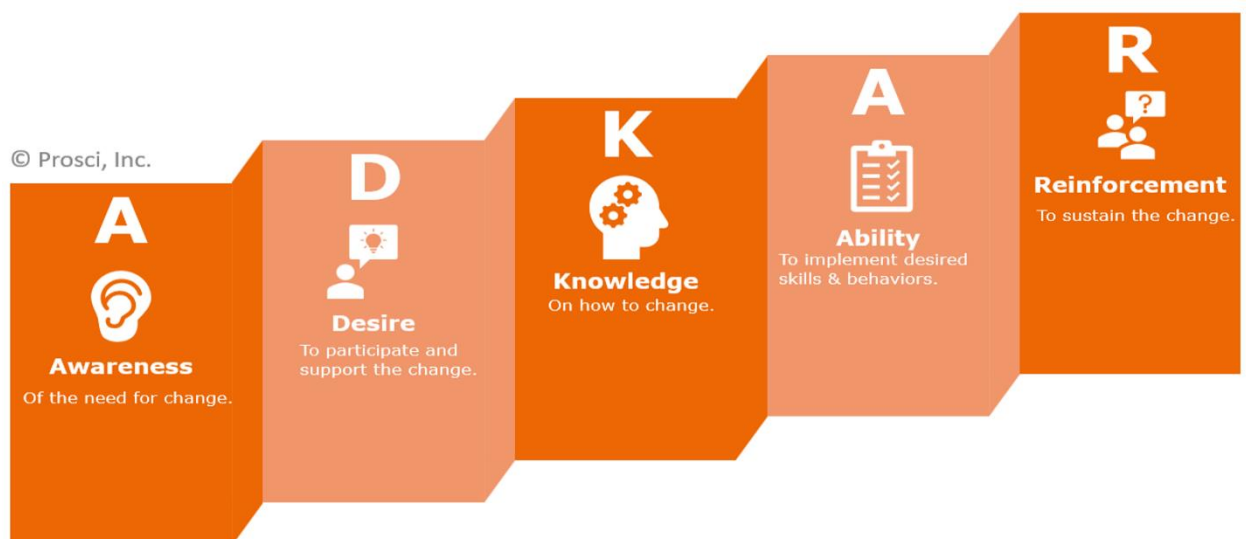 © Prosci, Inc.
A
Awareness
Of the need for change.
D
Desire
To participate and
support the change.
K
Knowledge
On how to change.
A
Ability
To implement desired
skills & behaviors.
R
?
Reinforcement
To sustain the change.